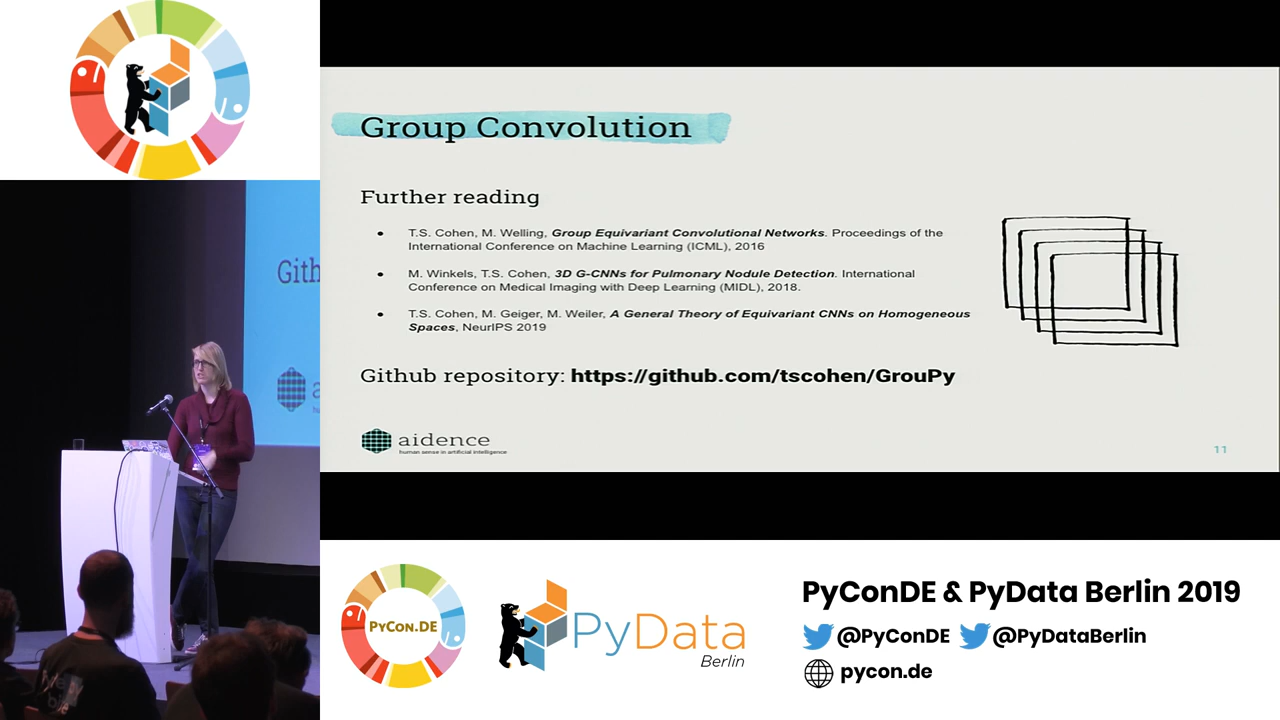 Group Convolution
Further reading
• T.S. Cohen, M. Welling, Group Equivariant Convolutional Networks. Proceedings of the
International Conference on Machine Learning (ICML), 2016
• M. Winkels, T.S. Cohen, 3D G-CNNs for Pulmonary Nodule Detection. International
Conference on Medical Imaging with Deep Learning (MIDL), 2018.
• T.S. Cohen, M. Geiger, M. Weiler, A General Theory of Equivariant CNNs on Homogeneous
Spaces, NeurIPS 2019
Github repository: https://github.com/tscohen/GrouPy
aidence
human sense in artificial intelligence
11
Gith
a
PyCon.DE
PyData
Berlin
PyConDE & PyData Berlin 2019
@PyConDE @PyDataBerlin
pycon.de